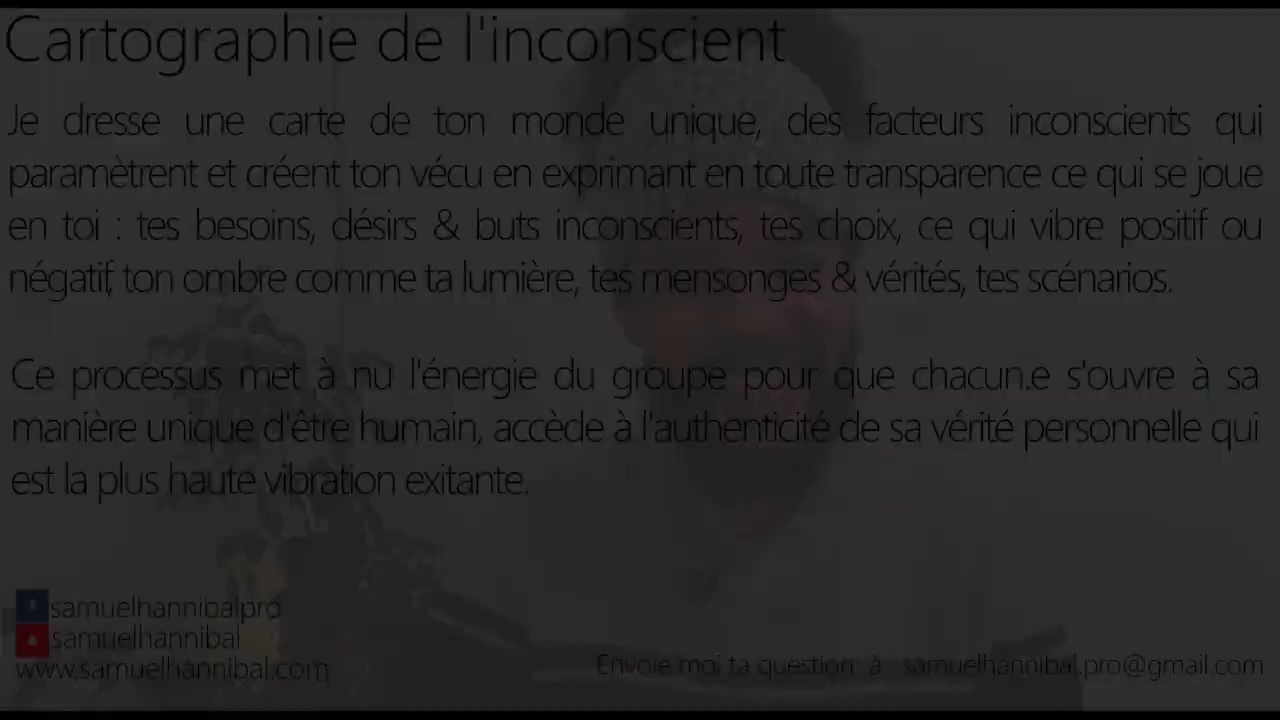 Cartographie de l'inconscient
Je dresse une carte de ton monde unique, des facteurs inconscients qui
paramètrent et créent ton vécu en exprimant en toute transparence ce qui se joue
en toi : tes besoins, désirs & buts inconscients, tes choix, ce qui vibre positif ou
négatif, ton ombre comme ta lumière, tes mensonges & vérités, tes scénarios.
Ce processus met à nu l'énergie du groupe pour que chacun.e s'ouvre à sa
manière unique d'être humain, accède à l'authenticité de sa vérité personnelle qui
est la plus haute vibration exitante.
samuelhannibalpro
samuelhannibal
www.samuelhannibal.com
Envoie moi ta question à : samuelhannibal.pro@gmail.com